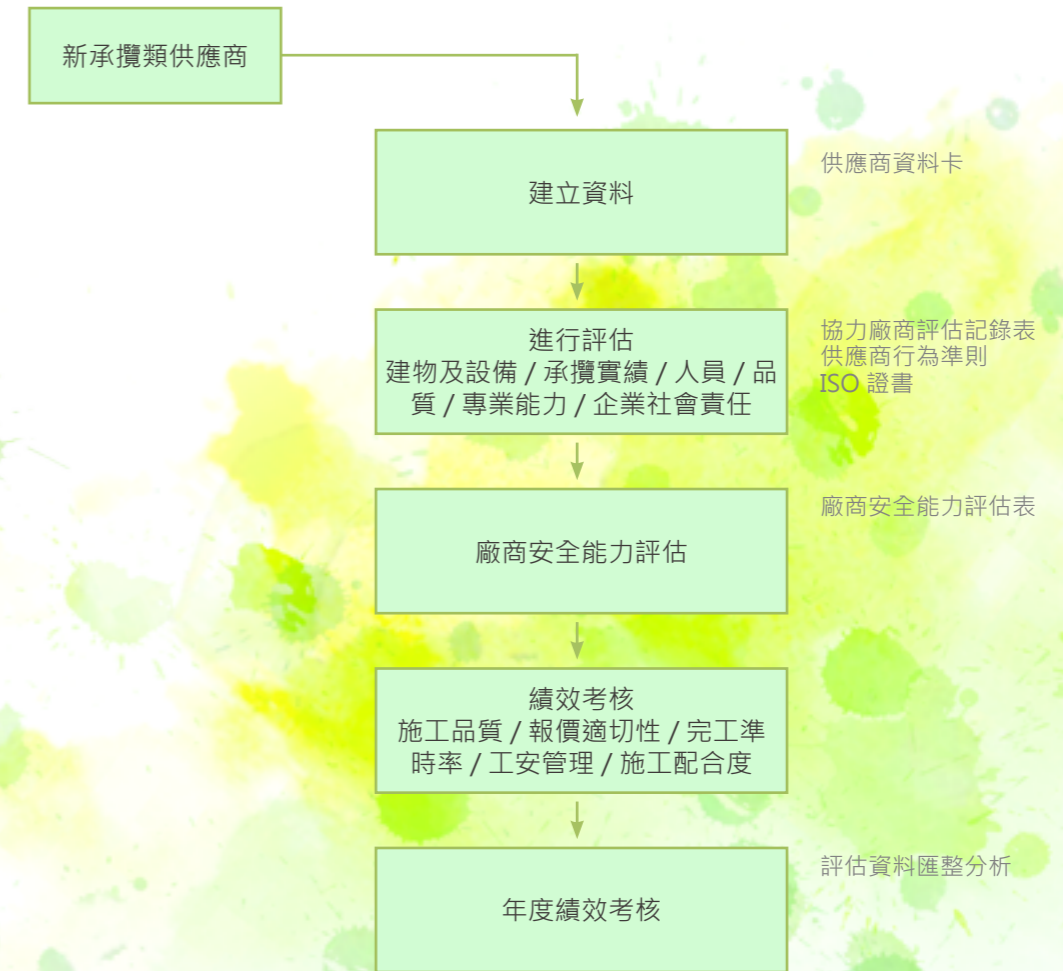 新承攬類供應商
建立資料
供應商資料卡
進行評估
建物及設備 / 承攬實績 / 人員 / 品
質 / 專業能力 / 企業社會責任
協力廠商評估記錄表
供應商行為準則
ISO 證書
廠商安全能力評估
廠商安全能力評估表
績效考核
施工品質 / 報價適切性 / 完工準
時率 / 工安管理 / 施工配合度
年度績效考核
評估資料匯整分析